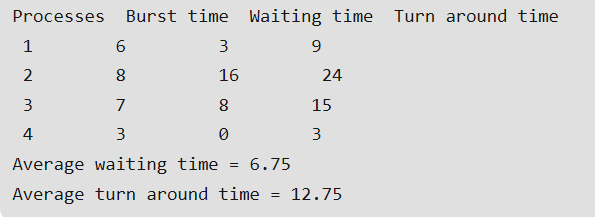 Processes Burst time Waiting time Turn around time
1 6 3 9
2 8 16 24
3 7 8 15
4 3 0 3
Average waiting time = 6.75
Average turn around time = 12.75